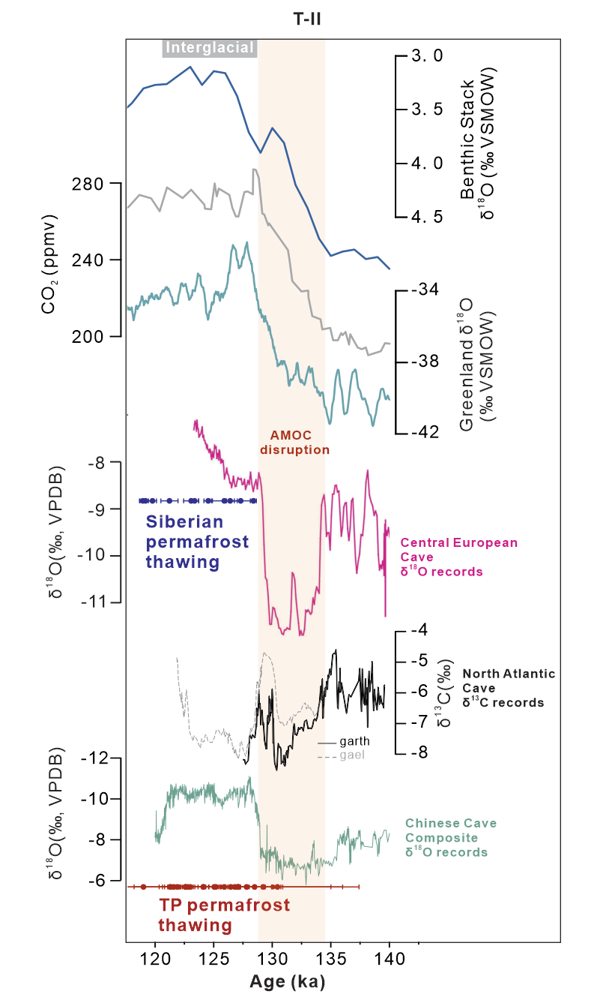 T-II
Interglacial
3. 0
3. 5
4. 0
4. 5
Benthic Stack
δ¹⁸O (‰ VSMOW)
280
240
200
CO₂ (ppmv)
-34
-38
-42
Greenland δ¹⁸O
(‰ VSMOW)
AMOC
disruption
-8
-9
-10
-11
δ¹⁸O(‰, VPDB)
Siberian
permafrost
thawing
Central European
Cave
δ¹⁸O records
-4
-5
-6
-7
-8
δ¹³C(‰)
North Atlantic
Cave
δ¹³C records
garth
gael
-12
-10
-8
-6
δ¹⁸O(‰, VPDB)
Chinese Cave
Composite
δ¹⁸O records
TP permafrost
thawing
120 125 130 135 140
Age (ka)